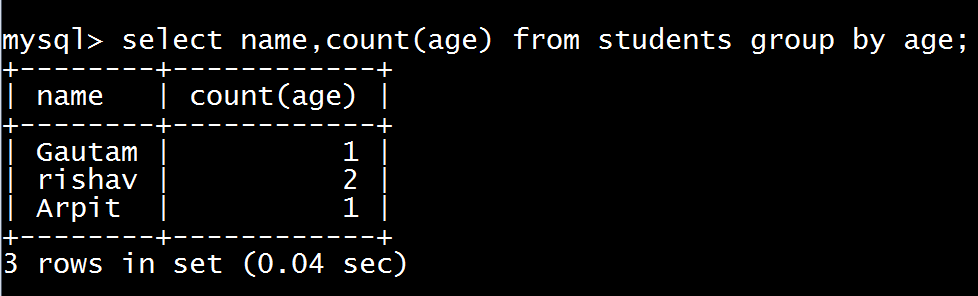 mysql> select name,count(age) from students group by age;
+--------+------------+
| name   | count(age) |
+--------+------------+
| Gautam |          1 |
| rishav |          2 |
| Arpit  |          1 |
+--------+------------+
3 rows in set (0.04 sec)